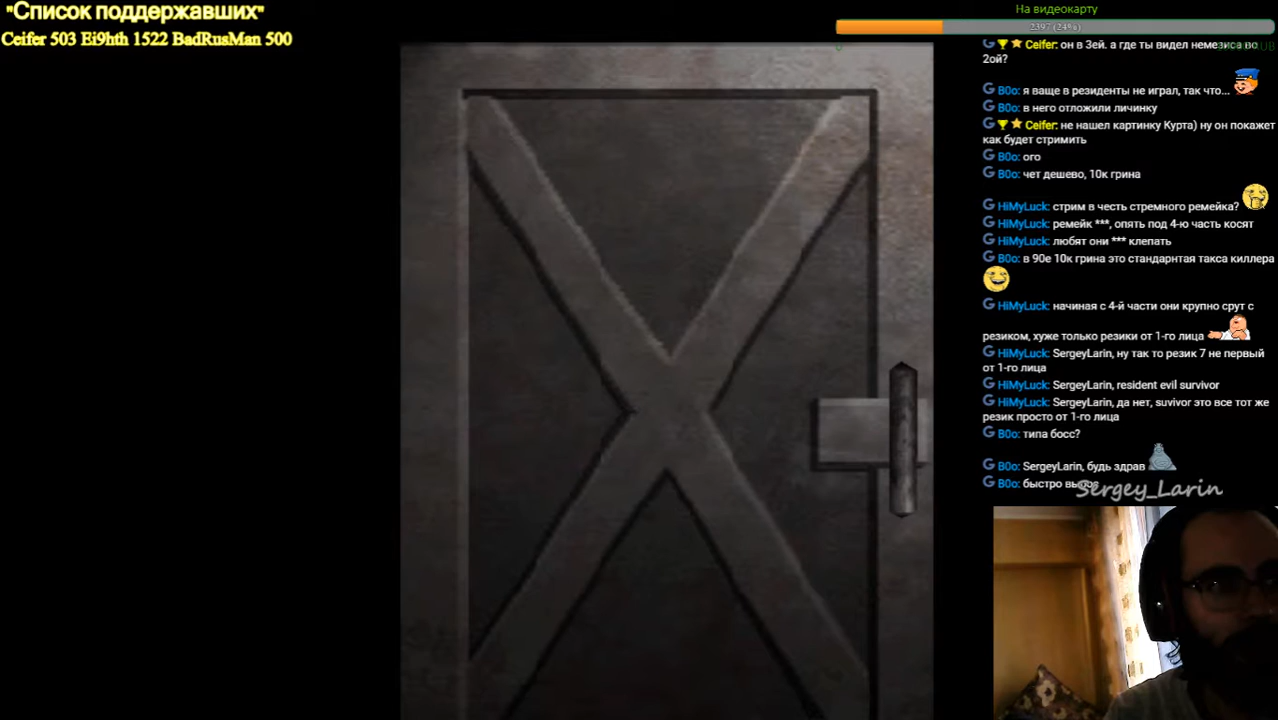 "Список поддержавших"
Ceifer 503 Ei9hth 1522 BadRusMan 500
На видеокарту
2397 (24%)
Ceifer: он в 3ей. а где ты видел немезиса во
2ой?
B0o: я ваще в резиденты не играл, так что...
B0o: в него отложили личинку
Ceifer: не нашел картинку Курта) ну он покажет
как будет стримить
B0o: ого
B0o: чет дешево, 10к грина
HiMyLuck: стрим в честь стремного ремейка?
HiMyLuck: ремейк ***, опять под 4-ю часть косят
HiMyLuck: любят они *** клепать
B0o: в 90е 10к грина это стандарнтая такса киллера
HiMyLuck: начиная с 4-й части они крупно срут с
резиком, хуже только резики от 1-го лица
HiMyLuck: SergeyLarin, ну так то резик 7 не первый
от 1-го лица
HiMyLuck: SergeyLarin, resident evil survivor
HiMyLuck: SergeyLarin, да нет, suvivor это все тот же
резик просто от 1-го лица
B0o: типа босс?
B0o: SergeyLarin, будь здрав
B0o: быстро вырос
Sergey_Larin